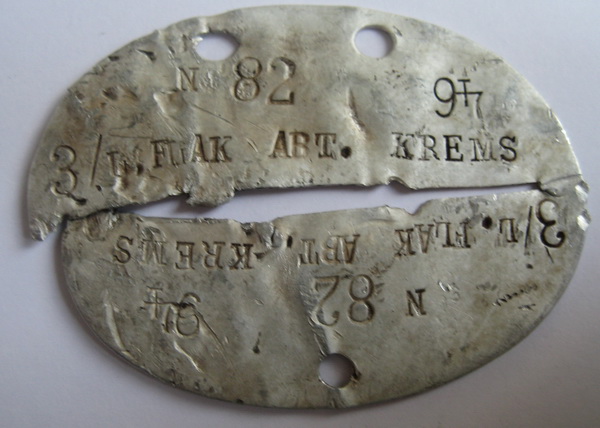 N 82
3/L. FLAK ABT. KREMS
3/L. FLAK ABT. KREMS
N 82